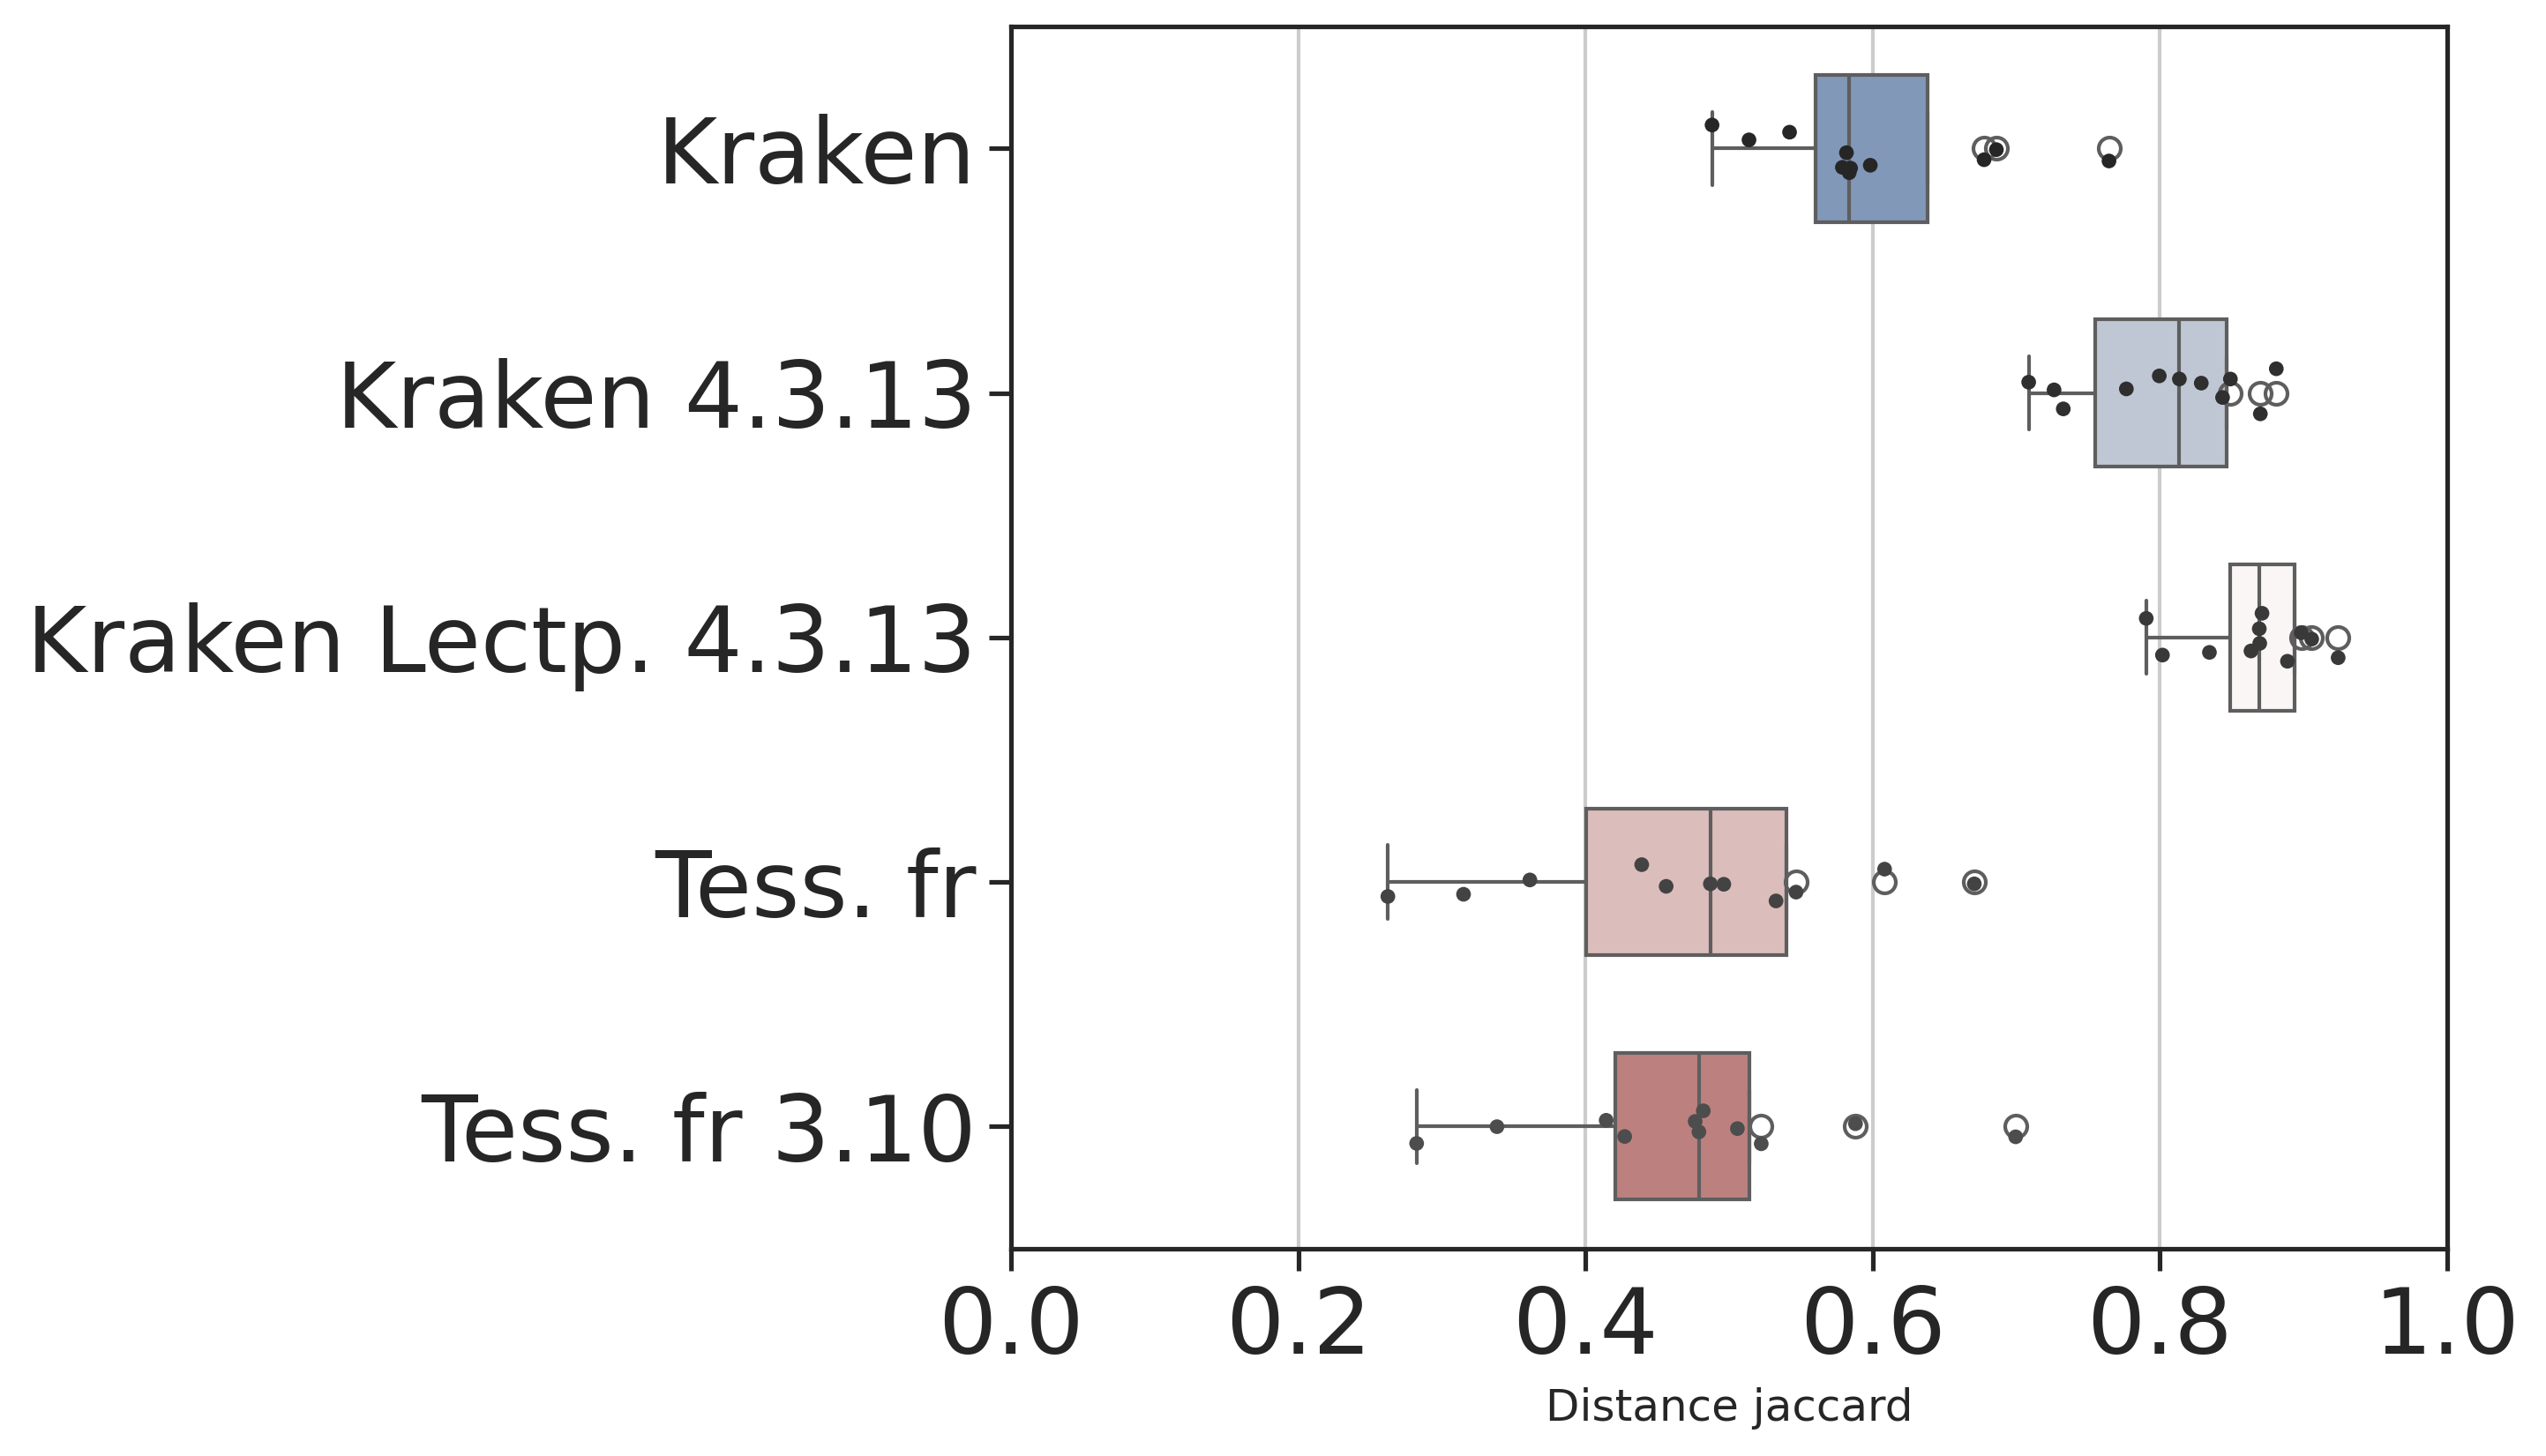 Kraken
Kraken 4.3.13
Kraken Lectp. 4.3.13
Tess. fr
Tess. fr 3.10
0.0 0.2 0.4 0.6 0.8 1.0
Distance jaccard